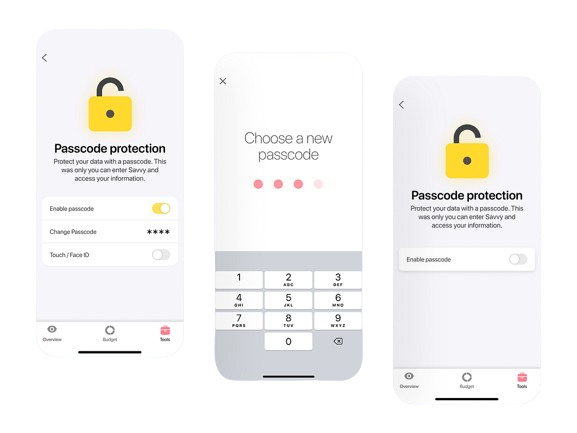 Passcode protection
Protect your data with a passcode. This
was only you can enter Savvy and
access your information.
Enable passcode
Change Passcode ****
Touch / Face ID
Overview Budget Tools
Choose a new
passcode
1 2 3
ABC DEF
4 5 6
GHI JKL MNO
7 8 9
PQRS TUV WXYZ
0
Passcode protection
Protect your data with a passcode. This
was only you can enter Savvy and
access your information.
Enable passcode
Overview Budget Tools